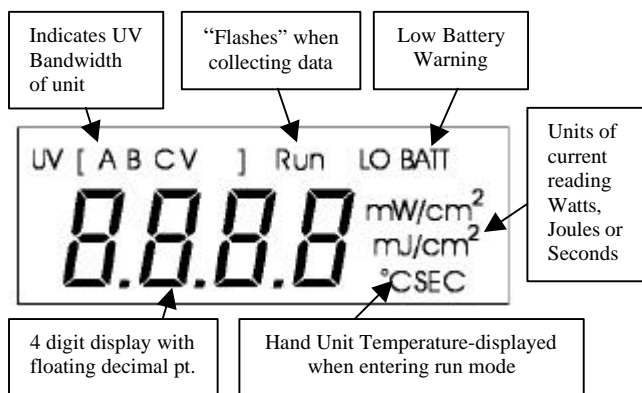 Indicates UV
Bandwidth
of unit
“Flashes” when
collecting data
Low Battery
Warning
UV [ A B C V ] Run LO BATT
8.8.8.8
mW/cm²
mJ/cm²
°CSEC
Units of
current
reading
Watts,
Joules or
Seconds
4 digit display with
floating decimal pt.
Hand Unit Temperature-displayed
when entering run mode